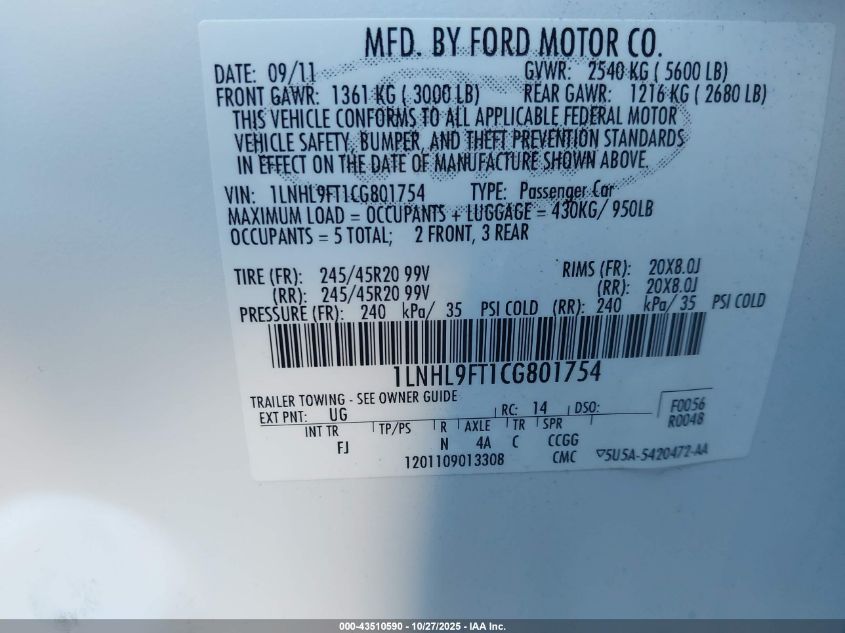 MFD. BY FORD MOTOR CO.
DATE: 09/11 GVWR: 2540 KG ( 5600 LB)
FRONT GAWR: 1361 KG ( 3000 LB) REAR GAWR: 1216 KG ( 2680 LB)
THIS VEHICLE CONFORMS TO ALL APPLICABLE FEDERAL MOTOR
VEHICLE SAFETY, BUMPER, AND THEFT PREVENTION STANDARDS
IN EFFECT ON THE DATE OF MANUFACTURE SHOWN ABOVE.
VIN: 1LNHL9FT1CG801754 TYPE: Passenger Car
MAXIMUM LOAD = OCCUPANTS + LUGGAGE = 430KG/ 950LB
OCCUPANTS = 5 TOTAL; 2 FRONT, 3 REAR
TIRE (FR): 245/45R20 99V RIMS (FR): 20X8.0J
(RR): 245/45R20 99V (RR): 20X8.0J
PRESSURE (FR): 240 kPa/ 35 PSI COLD (RR): 240 kPa/ 35 PSI COLD
1LNHL9FT1CG801754
TRAILER TOWING - SEE OWNER GUIDE
EXT PNT: UG RC: 14 DSO: F0056
R0048
INT TR TP/PS R AXLE TR SPR
FJ N 4A C CCGG
1201109013308 CMC ▽5U5A-5420472-AA
000-43510590 - 10/27/2025 - IAA Inc.